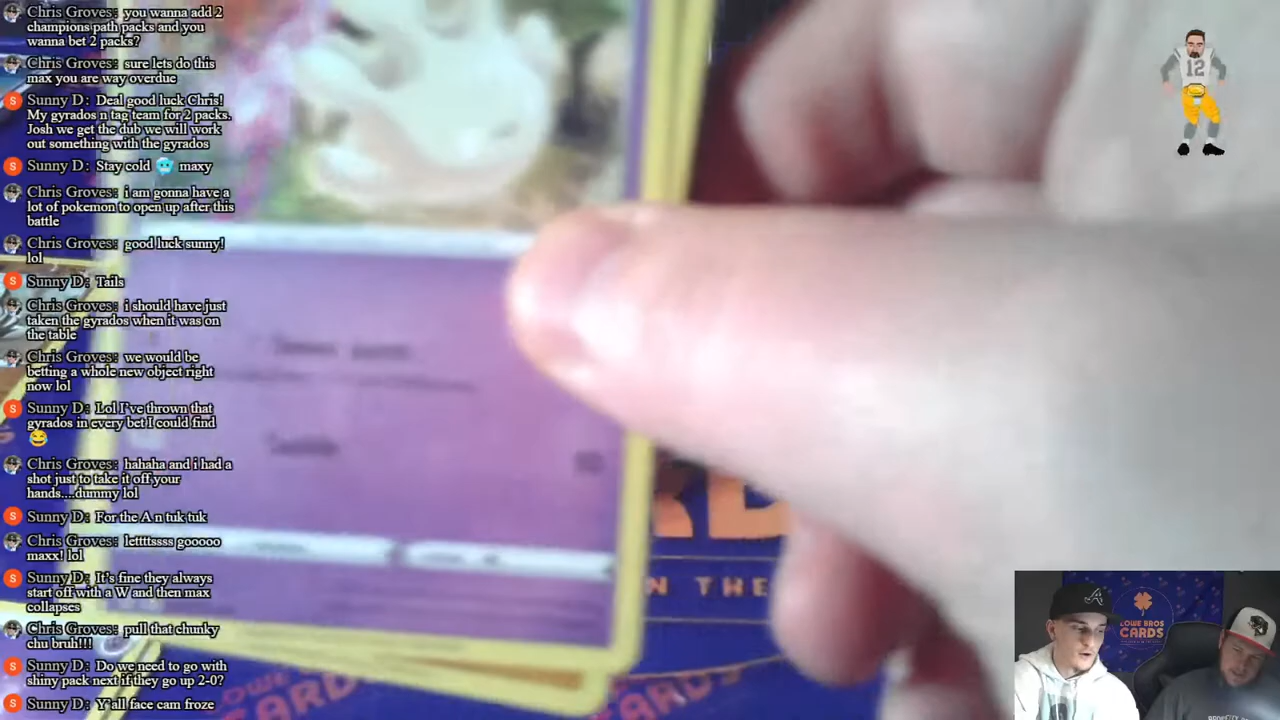 Chris Groves: you wanna add 2
champions path packs and you
wanna bet 2 packs?
Chris Groves: sure lets do this
max you are way overdue
Sunny D: Deal good luck Chris!
My gyrados n tag team for 2 packs.
Josh we get the dub we will work
out something with the gyrados
Sunny D: Stay cold 🥶 maxy
Chris Groves: i am gonna have a
lot of pokemon to open up after this
battle
Chris Groves: good luck sunny!
lol
Sunny D: Tails
Chris Groves: i should have just
taken the gyrados when it was on
the table
Chris Groves: we would be
betting a whole new object right
now lol
Sunny D: Lol I've thrown that
gyrados in every bet I could find
😂
Chris Groves: hahaha and i had a
shot just to take it off your
hands....dummy lol
Sunny D: For the A n tuk tuk
Chris Groves: lettttssss gooooo
maxx! lol
Sunny D: It's fine they always
start off with a W and then max
collapses
Chris Groves: pull that chunky
chu bruh!!!
Sunny D: Do we need to go with
shiny pack next if they go up 2-0?
Sunny D: Y'all face cam froze
12
N THE
LOWE BROS
CARDS
A
LOWE BROS
CARDS